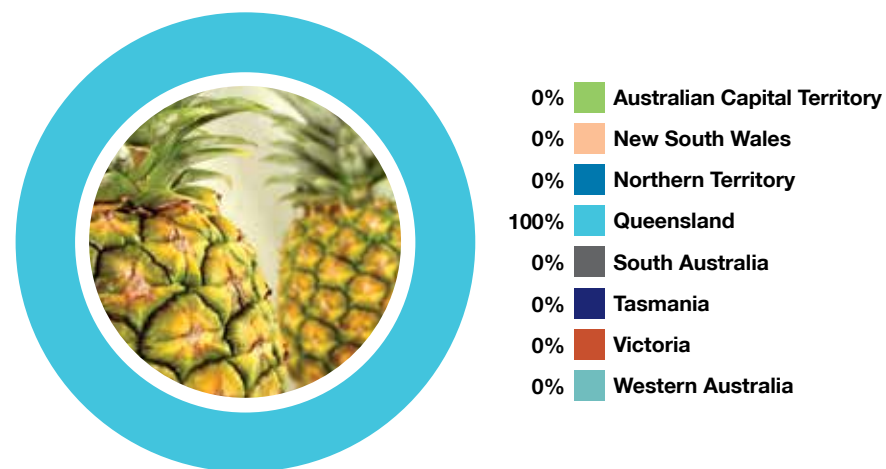 0% Australian Capital Territory
0% New South Wales
0% Northern Territory
100% Queensland
0% South Australia
0% Tasmania
0% Victoria
0% Western Australia